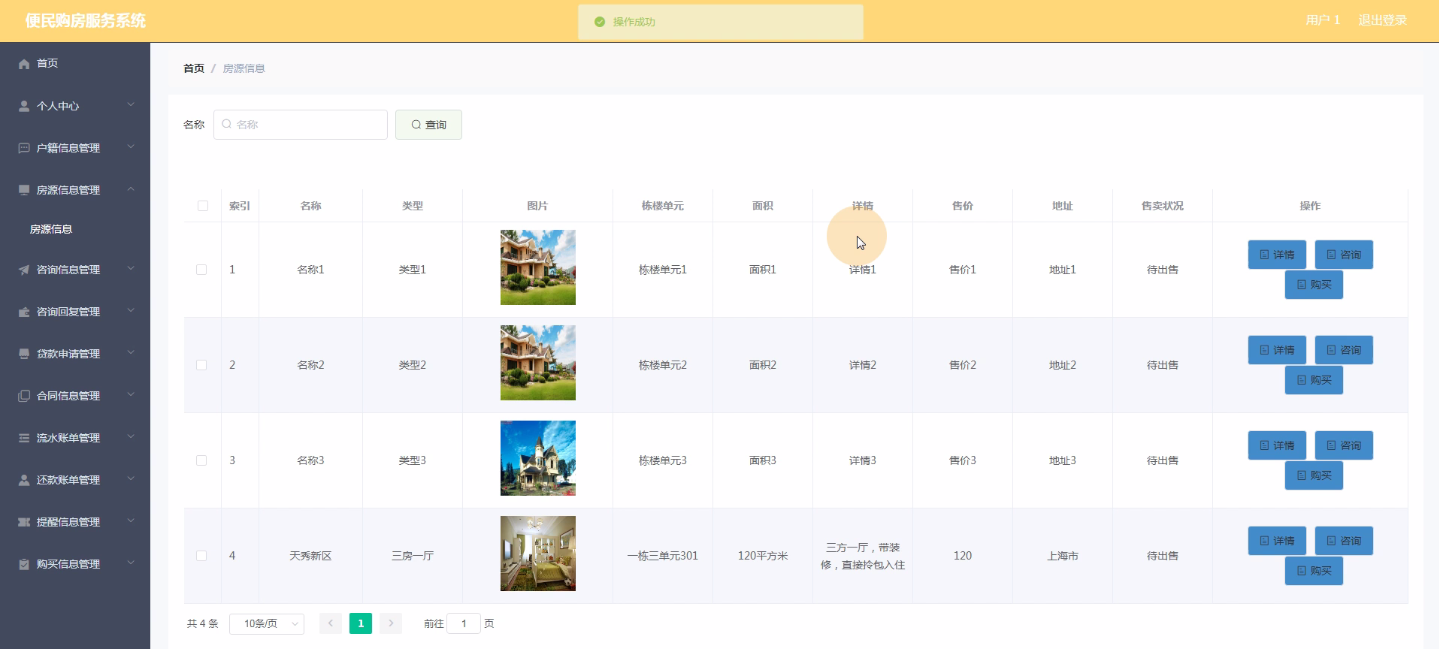 便民购房服务系统
操作成功
用户 1 退出登录
首页
个人中心
户籍信息管理
房源信息管理
房源信息
咨询信息管理
咨询回复管理
贷款申请管理
合同信息管理
流水账单管理
还款账单管理
提醒信息管理
购买信息管理
首页 / 房源信息
名称 名称 查询
索引 名称 类型 图片 栋楼单元 面积 详情 售价 地址 售卖状况 操作
1 名称1 类型1 栋楼单元1 面积1 详情1 售价1 地址1 待出售 详情 咨询
购买
2 名称2 类型2 栋楼单元2 面积2 详情2 售价2 地址2 待出售 详情 咨询
购买
3 名称3 类型3 栋楼单元3 面积3 详情3 售价3 地址3 待出售 详情 咨询
购买
4 天秀新区 三房一厅 一栋三单元301 120平方米 三方一厅，带装
修，直接拎包入住 120 上海市 待出售 详情 咨询
购买
共 4 条 10条/页 1 前往 1 页